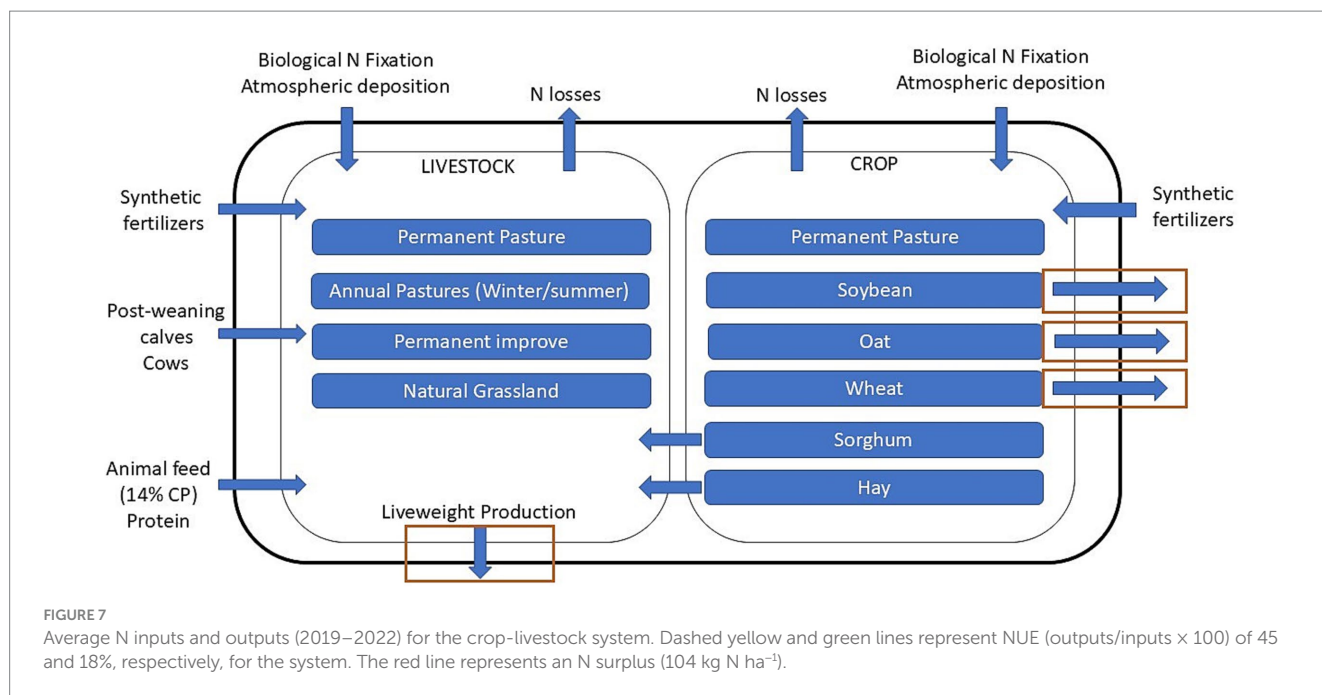 Biological N Fixation
Atmospheric deposition
N losses
N losses
Biological N Fixation
Atmospheric deposition
LIVESTOCK
CROP
Synthetic
fertilizers
Synthetic
fertilizers
Permanent Pasture
Permanent Pasture
Annual Pastures (Winter/summer)
Soybean
Post-weaning
calves
Cows
Permanent improve
Oat
Natural Grassland
Wheat
Sorghum
Animal feed
(14% CP)
Protein
Hay
Liveweight Production
FIGURE 7
Average N inputs and outputs (2019–2022) for the crop-livestock system. Dashed yellow and green lines represent NUE (outputs/inputs × 100) of 45
and 18%, respectively, for the system. The red line represents an N surplus (104 kg N ha⁻¹).